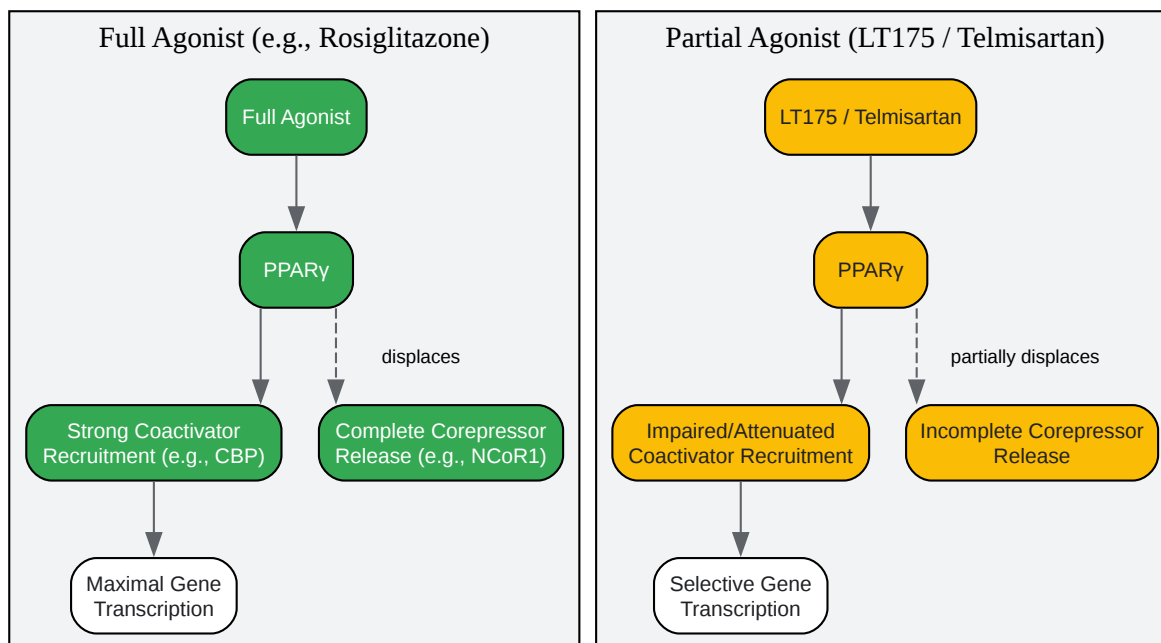 Full Agonist (e.g., Rosiglitazone)
Full Agonist
PPARγ
displaces
Strong Coactivator
Recruitment (e.g., CBP)
Complete Corepressor
Release (e.g., NCoR1)
Maximal Gene
Transcription
Partial Agonist (LT175 / Telmisartan)
LT175 / Telmisartan
PPARγ
partially displaces
Impaired/Attenuated
Coactivator Recruitment
Incomplete Corepressor
Release
Selective Gene
Transcription